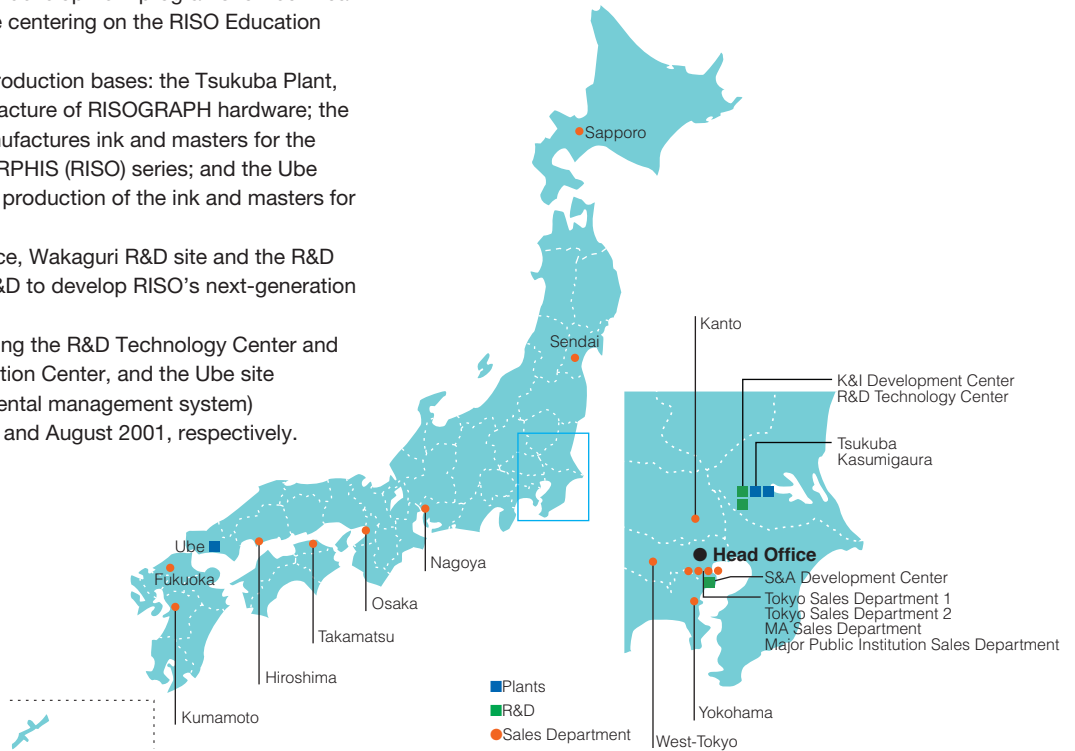 e centering on the RISO Education
roduction bases: the Tsukuba Plant,
acture of RISOGRAPH hardware; the
nufactures ink and masters for the
RPHIS (RISO) series; and the Ube
production of the ink and masters for
ce, Wakaguri R&D site and the R&D
&D to develop RISO’s next-generation
ing the R&D Technology Center and
tion Center, and the Ube site
ental management system)
and August 2001, respectively.
Sapporo
Sendai
Kanto
K&I Development Center
R&D Technology Center
Tsukuba
Kasumigaura
Head Office
S&A Development Center
Tokyo Sales Department 1
Tokyo Sales Department 2
MA Sales Department
Major Public Institution Sales Department
Yokohama
West-Tokyo
Ube
Fukuoka
Nagoya
Osaka
Takamatsu
Hiroshima
Kumamoto
Plants
R&D
Sales Department